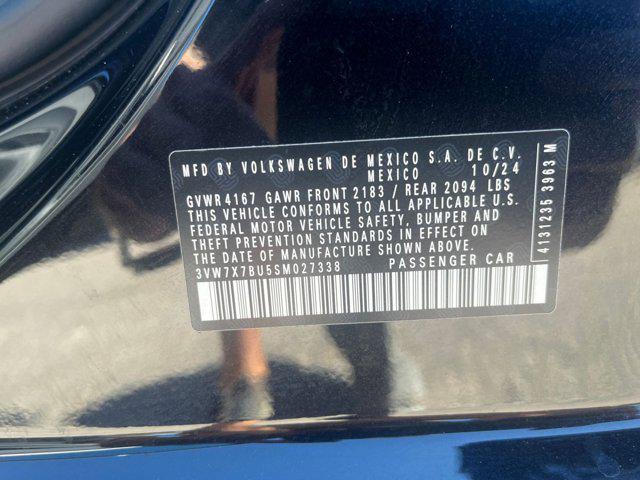 MFD BY VOLKSWAGEN DE MEXICO S.A. DE C.V.
MEXICO 10/24
GVWR 4167 GAWR FRONT 2183 / REAR 2094 LBS
THIS VEHICLE CONFORMS TO ALL APPLICABLE U.S.
FEDERAL MOTOR VEHICLE SAFETY, BUMPER AND
THEFT PREVENTION STANDARDS IN EFFECT ON
THE DATE OF MANUFACTURE SHOWN ABOVE.
3VW7X7BU5SM027338 PASSENGER CAR
4131235 3963 M